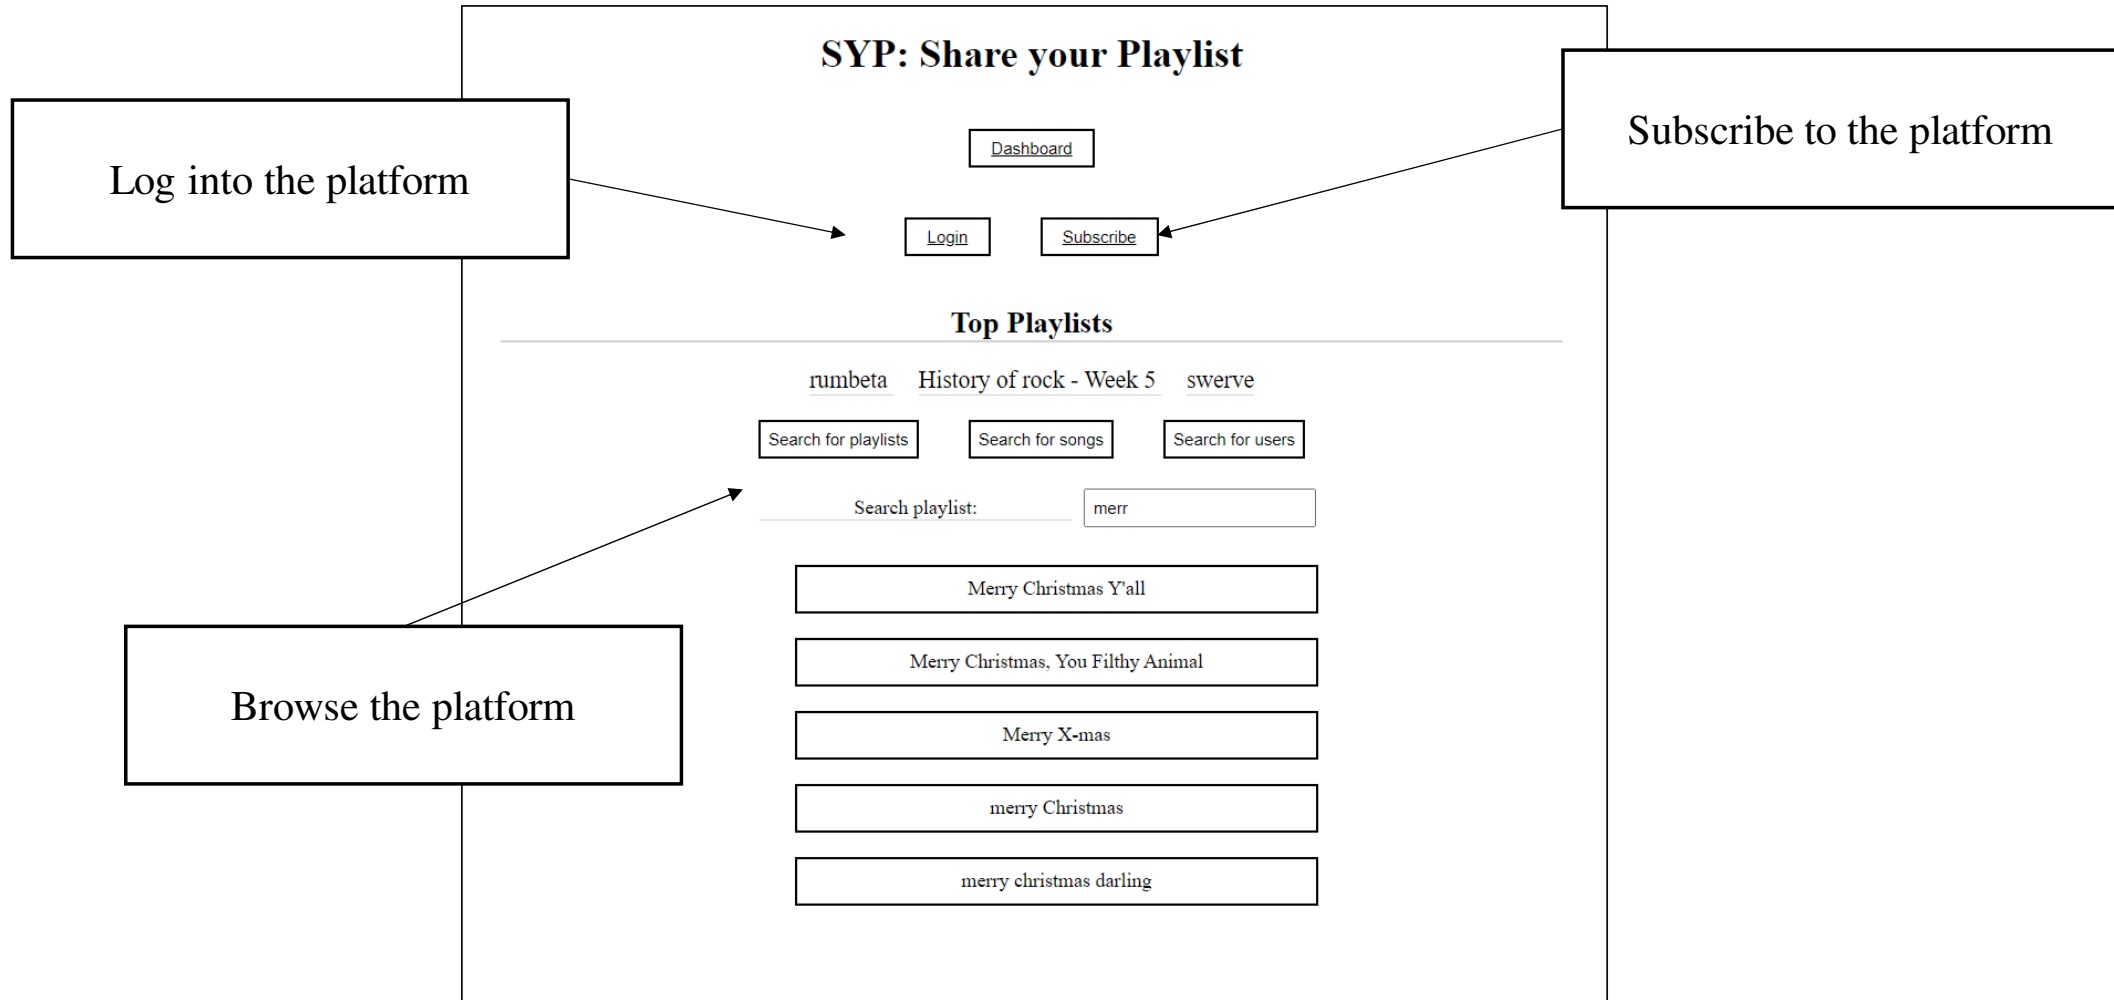 SYP: Share your Playlist
Dashboard
Log into the platform
Subscribe to the platform
Login
Subscribe
Top Playlists
rumbeta
History of rock - Week 5
swerve
Search for playlists
Search for songs
Search for users
Search playlist:
merr
Merry Christmas Y'all
Merry Christmas, You Filthy Animal
Browse the platform
Merry X-mas
merry Christmas
merry christmas darling